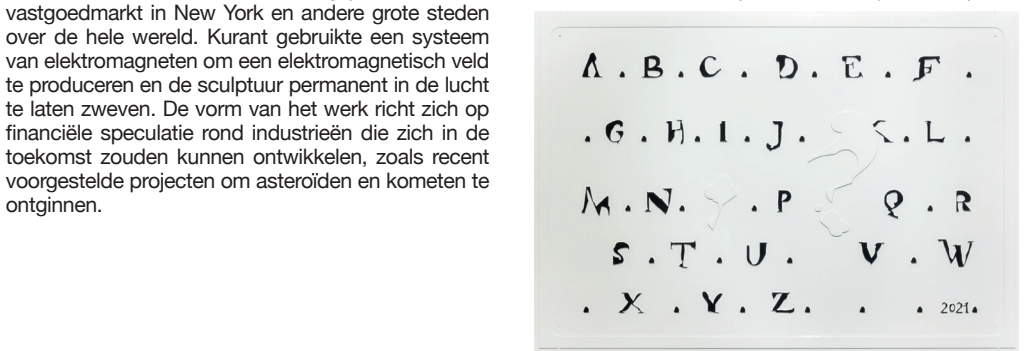 vastgoedmarkt in New York en andere grote steden
over de hele wereld. Kurant gebruikte een systeem
van elektromagneten om een elektromagnetisch veld
te produceren en de sculptuur permanent in de lucht
te laten zweven. De vorm van het werk richt zich op
financiële speculatie rond industrieën die zich in de
toekomst zouden kunnen ontwikkelen, zoals recent
voorgestelde projecten om asteroïden en kometen te
ontginnen.
A . B . C . D . E . F .
. G . H . I . J . K . L .
M . N . . P Q . R
S . T . U . V . W
. X . Y . Z . . . 2021.